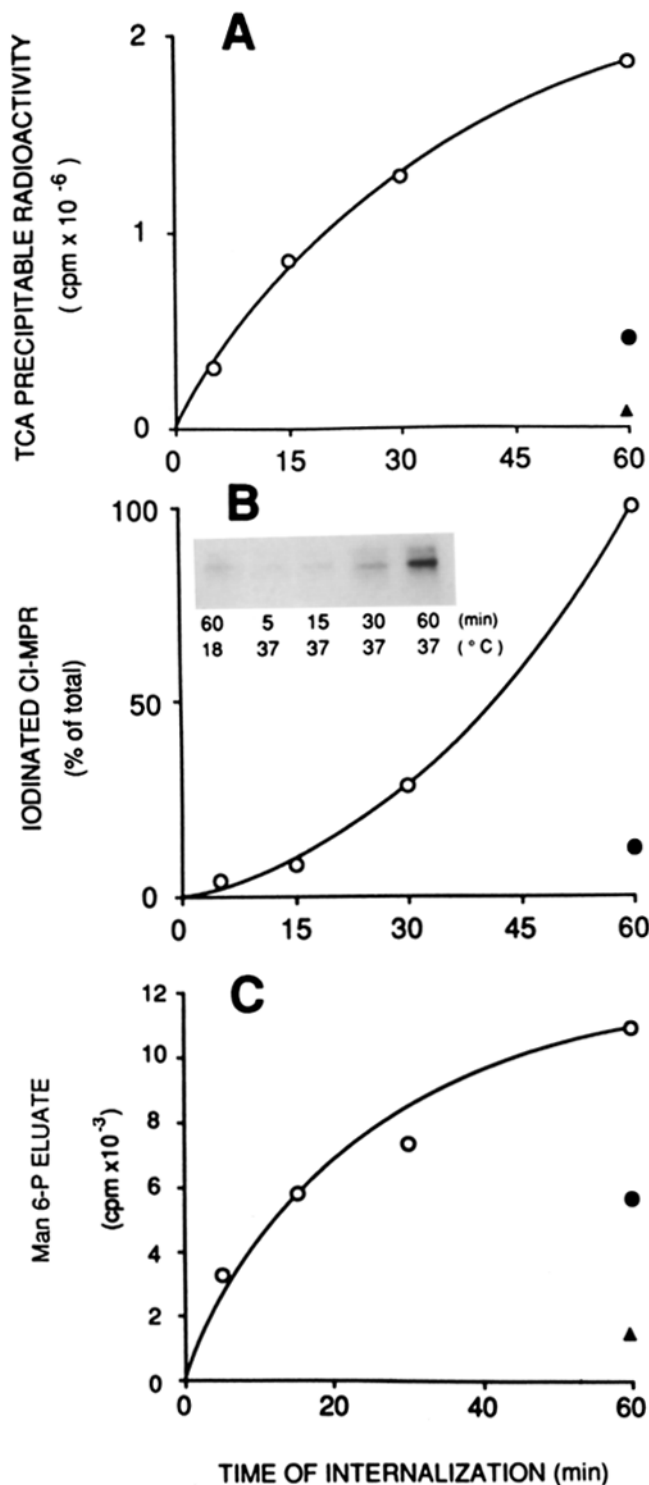 A
TCA PRECIPITABLE RADIOACTIVITY
( cpm x 10 -6 )
2
1
0
0 15 30 45 60
B
IODINATED CI-MPR
(% of total)
100
50
0
60 5 15 30 60 (min)
18 37 37 37 37 (°C)
0 15 30 45 60
C
Man 6-P ELUATE
(cpm x10-3)
12
10
8
6
4
2
0
0 20 40 60
TIME OF INTERNALIZATION (min)